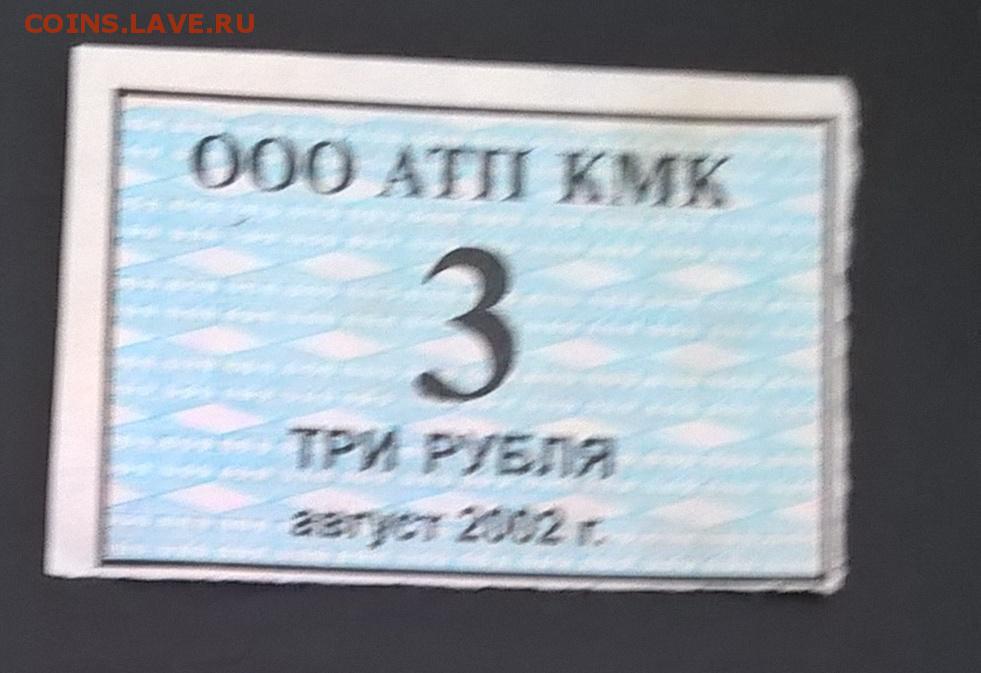 COINS.LAVE.RU
ООО АТП КМК
3
ТРИ РУБЛЯ
август 2002 г.